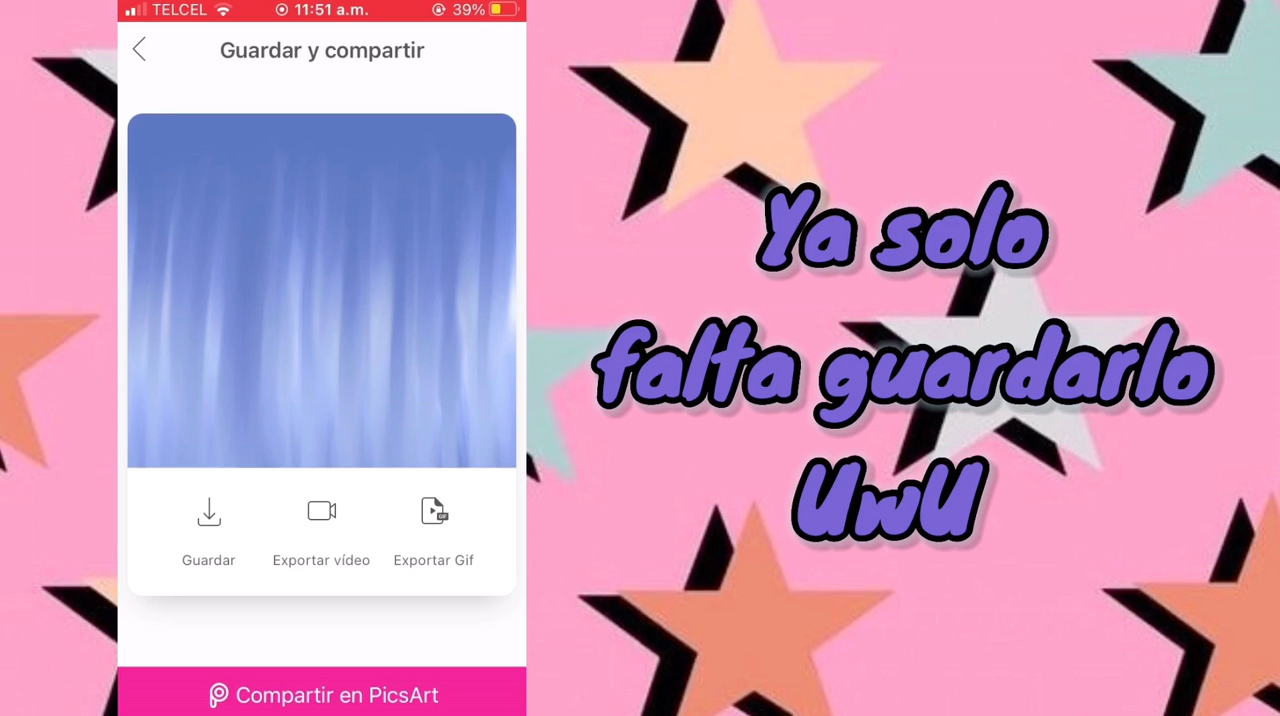 TELCEL 11:51 a.m. 39%
Guardar y compartir
Guardar Exportar vídeo Exportar Gif
Compartir en PicsArt
Ya solo
falta guardarlo
UwU